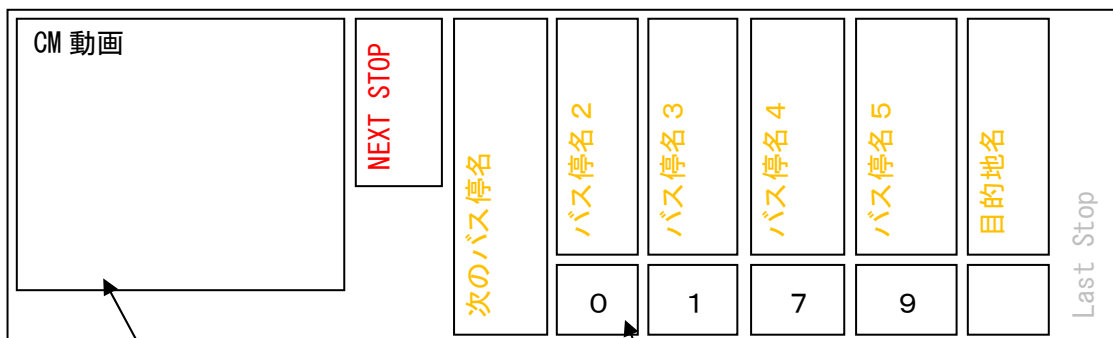 CM 動画
NEXT STOP
次のバス停名
バス停名 2
バス停名 3
バス停名 4
バス停名 5
目的地名
Last Stop
0
1
7
9